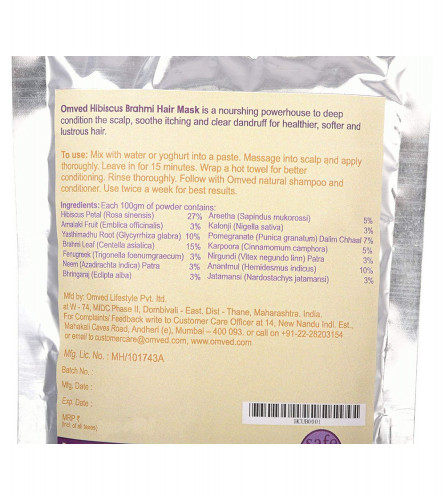 Omved Hibiscus Brahmi Hair Mask is a nourshing powerhouse to deep
condition the scalp, soothe itching and clear dandruff for healthier, softer and
lustrous hair.
To use: Mix with water or yoghurt into a paste. Massage into scalp and apply
thoroughly. Leave in for 15 minutes. Wrap a hot towel for better
conditioning. Rinse thoroughly. Follow with Omved natural shampoo and
conditioner. Use twice a week for best results.
Ingredients: Each 100gm of powder contains:
Hibiscus Petal (Rosa sinensis) 27%
Amalaki Fruit (Emblica officinalis) 3%
Yasthimadhu Root (Glycyrrhiza glabra) 10%
Brahmi Leaf (Centella asiatica) 15%
Fenugreek (Trigonella foenumgraecum) 3%
Neem (Azadirachta indica) Patra 3%
Bhringaraj (Eclipta alba) 3%
Areetha (Sapindus mukorossi) 5%
Kalonji (Nigella sativa) 3%
Pomegranate (Punica granatum) Dalim Chhaal 7%
Karpoora (Cinnamomum camphora) 5%
Nirgundi (Vitex negundo linn) Patra 3%
Anantmul (Hemidesmus indicus) 10%
Jatamansi (Nardostachys jatamansi) 3%
Mfd by: Omved Lifestyle Pvt. ltd.
at W - 74, MIDC Phase II, Dombivali - East. Dist - Thane, Maharashtra. India.
For Complaints/ Feedback write to Customer Care Officer at 14, New Nandu Indl. Est.,
Mahakali Caves Road, Andheri (e), Mumbai – 400 093. or call on +91-22-28203154
or email to customercare@omved.com. www.omved.com
Mfg. Lic. No. : MH/101743A
Batch No. :
Mfg. Date :
Exp. Date :
MRP ₹
(incl of all taxes)
safe